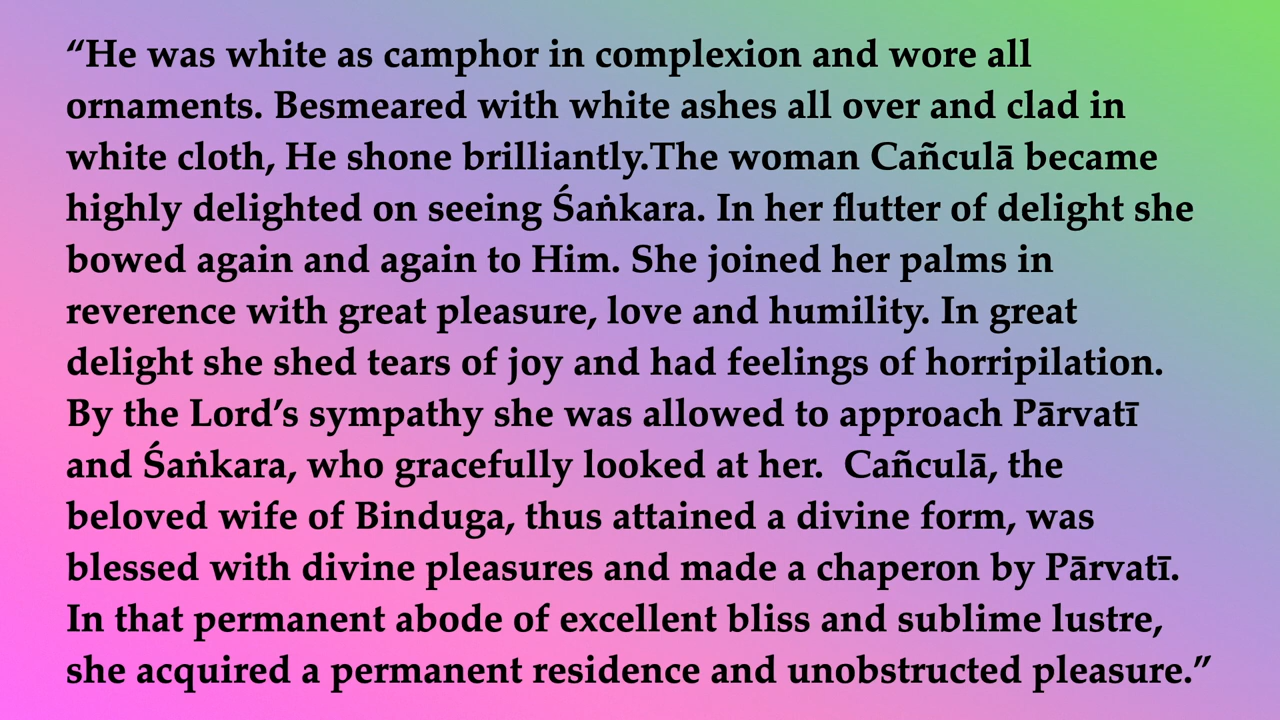 “He was white as camphor in complexion and wore all
ornaments. Besmeared with white ashes all over and clad in
white cloth, He shone brilliantly.The woman Cañculā became
highly delighted on seeing Śaṅkara. In her flutter of delight she
bowed again and again to Him. She joined her palms in
reverence with great pleasure, love and humility. In great
delight she shed tears of joy and had feelings of horripilation.
By the Lord’s sympathy she was allowed to approach Pārvatī
and Śaṅkara, who gracefully looked at her.  Cañculā, the
beloved wife of Binduga, thus attained a divine form, was
blessed with divine pleasures and made a chaperon by Pārvatī.
In that permanent abode of excellent bliss and sublime lustre,
she acquired a permanent residence and unobstructed pleasure.”